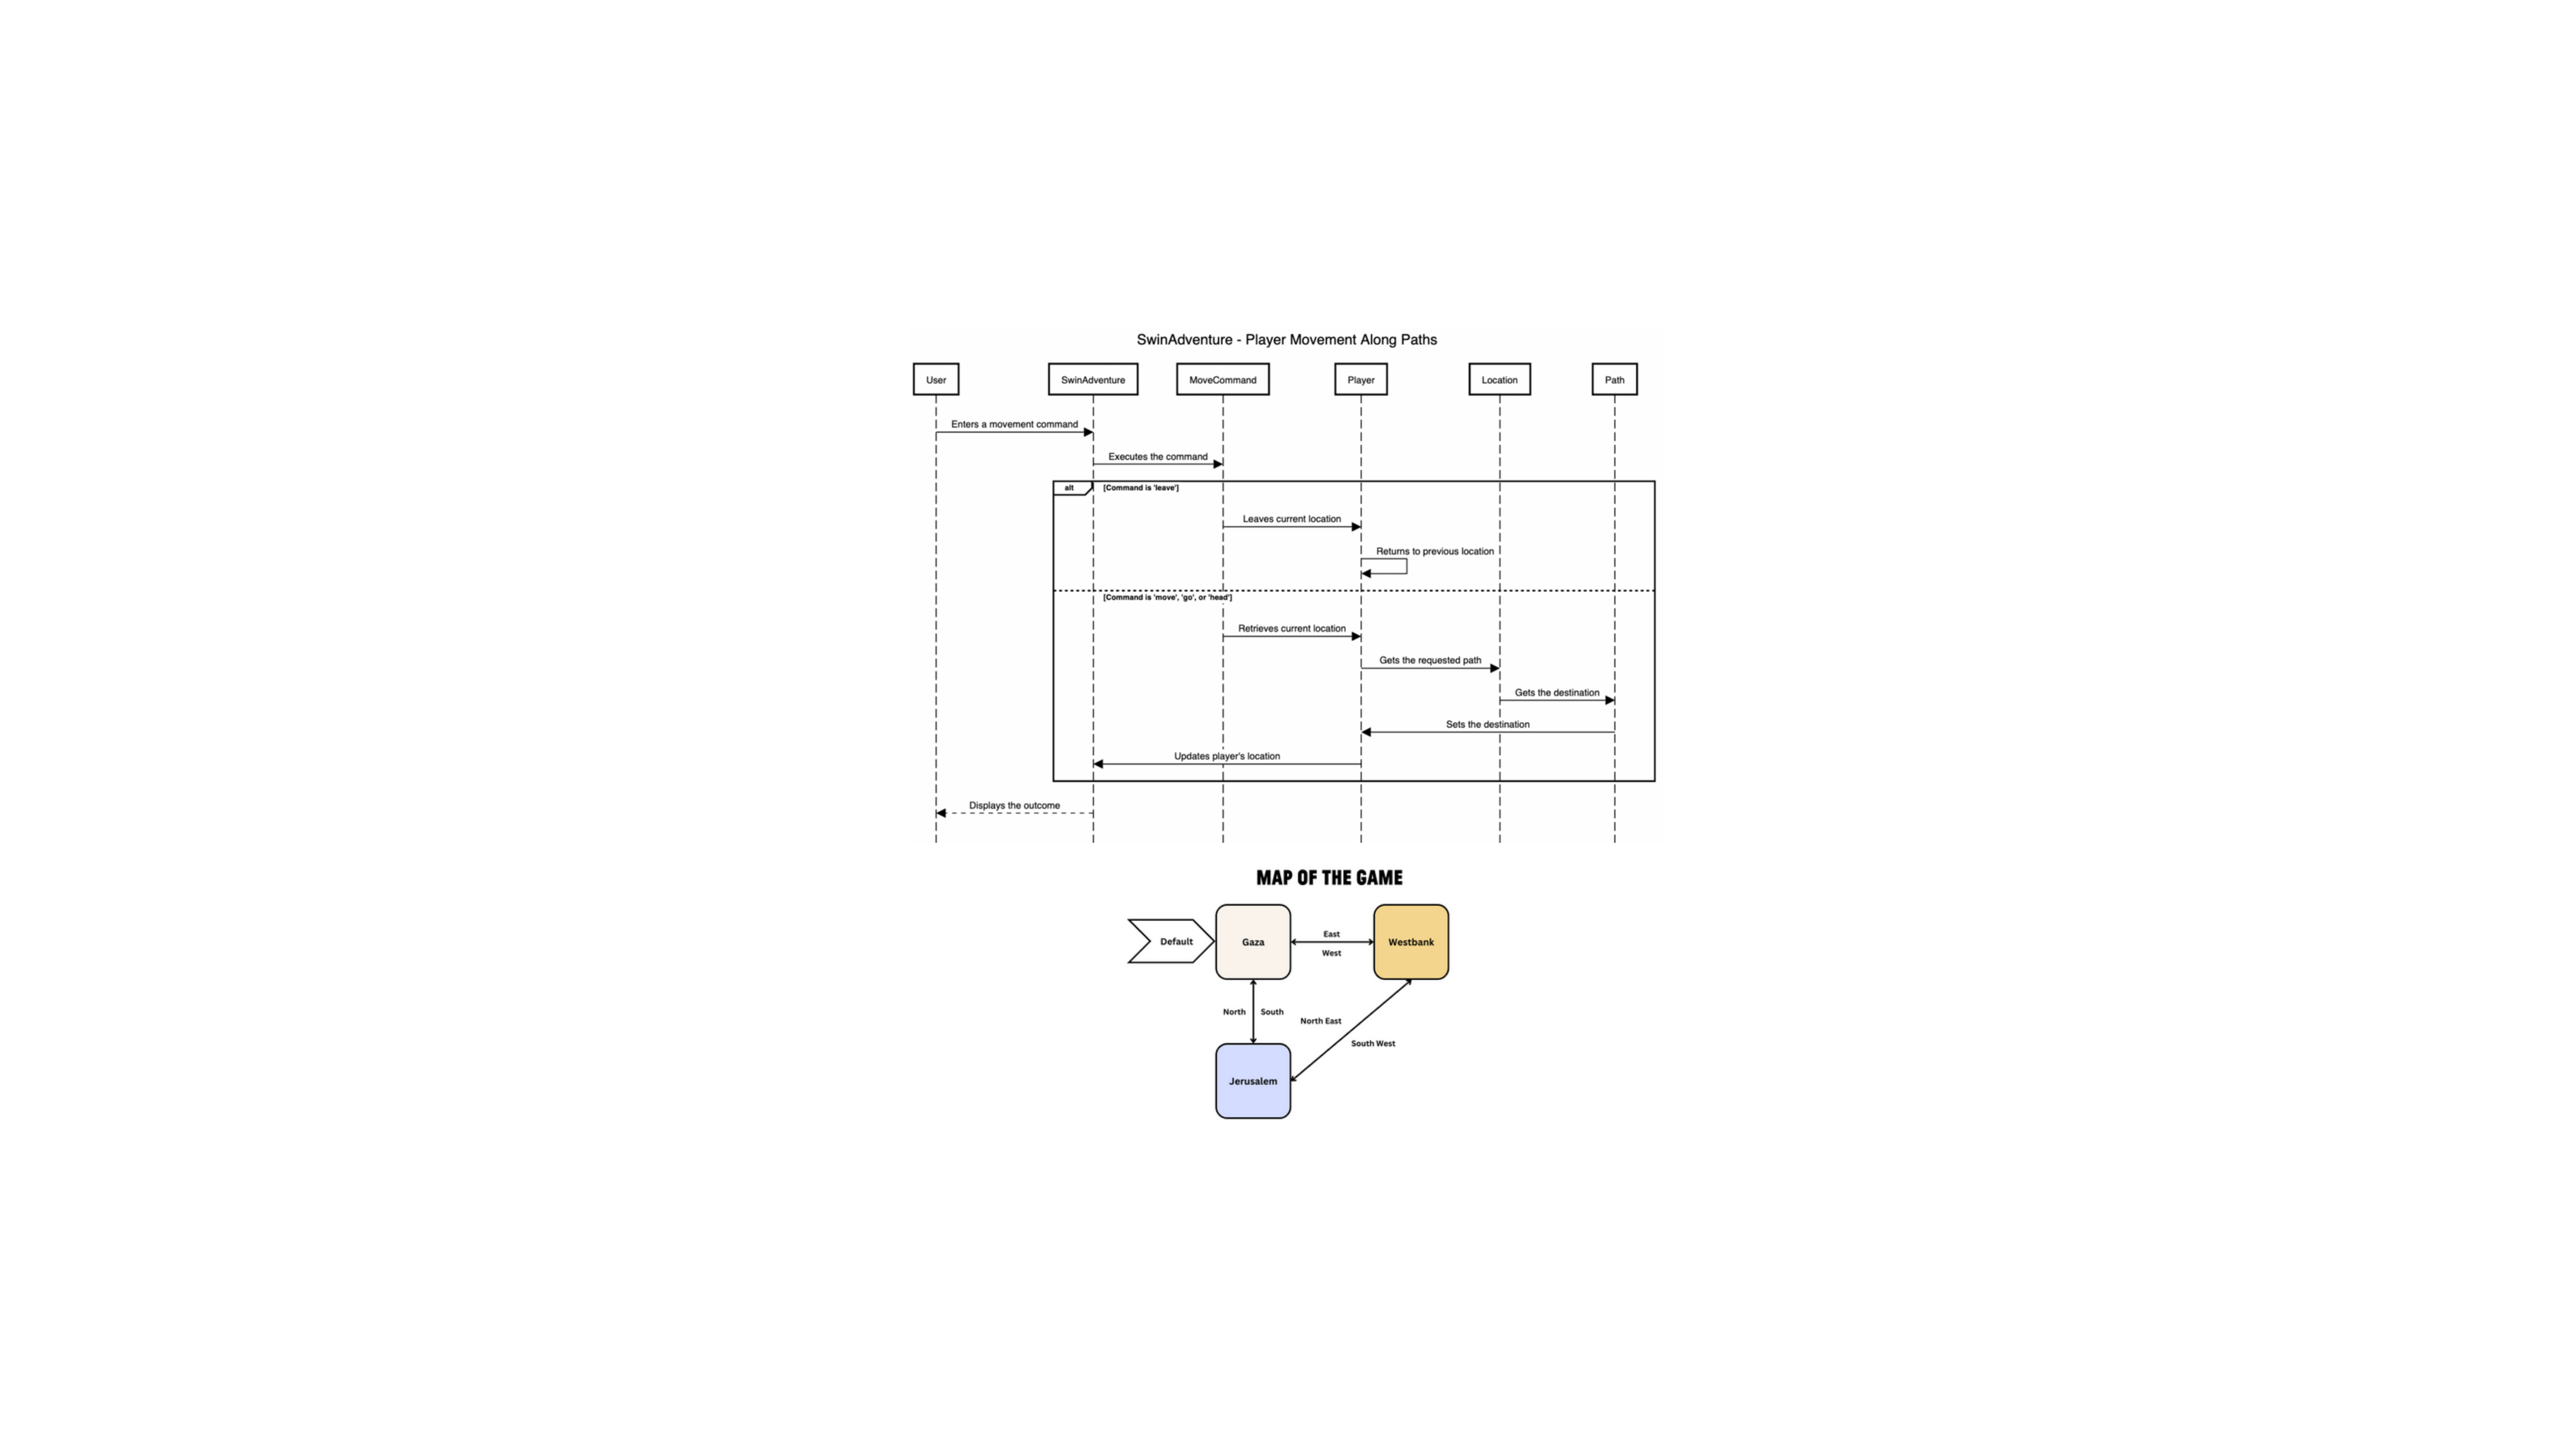 SwinAdventure - Player Movement Along Paths
User
SwinAdventure
MoveCommand
Player
Location
Path
Enters a movement command
Executes the command
alt
[Command is 'leave']
Leaves current location
Returns to previous location
[Command is 'move', 'go', or 'head']
Retrieves current location
Gets the requested path
Gets the destination
Sets the destination
Updates player's location
Displays the outcome
MAP OF THE GAME
Default
Gaza
East
West
Westbank
North
South
North East
South West
Jerusalem